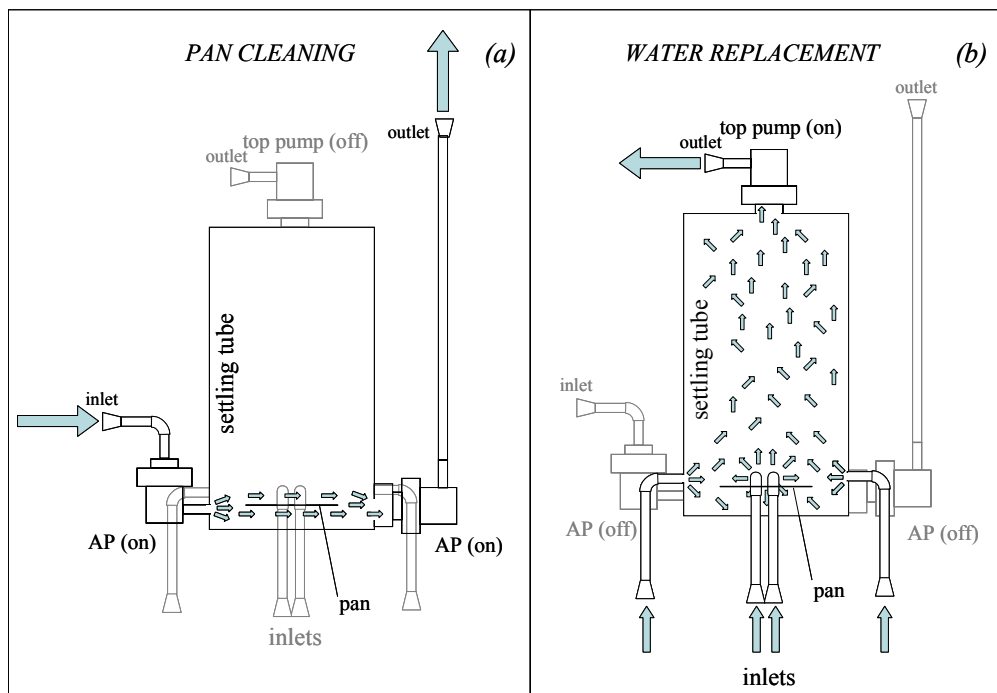 PAN CLEANING
(a)
outlet
top pump (off)
outlet
settling tube
inlet
AP (on)
AP (on)
pan
inlets
WATER REPLACEMENT
(b)
outlet
top pump (on)
outlet
settling tube
inlet
AP (off)
AP (off)
pan
inlets